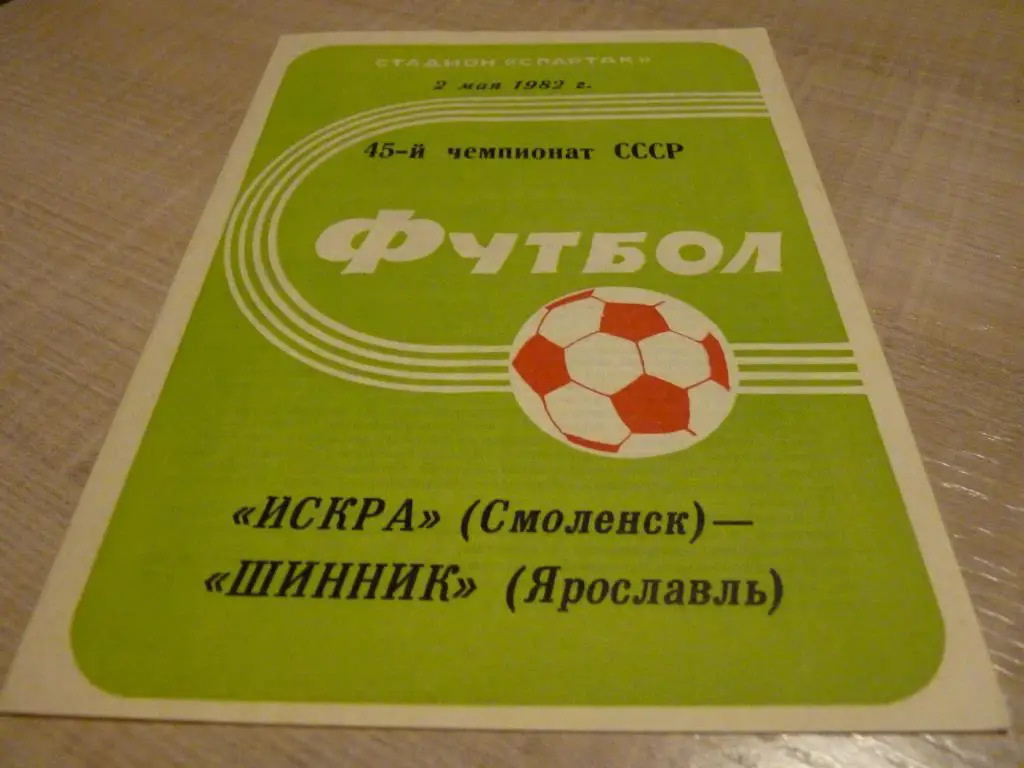 СТАДИОН «СПАРТАК»
2 мая 1982 г.
45-й чемпионат СССР
ФУТБОЛ
«ИСКРА» (Смоленск) —
«ШИННИК» (Ярославль)